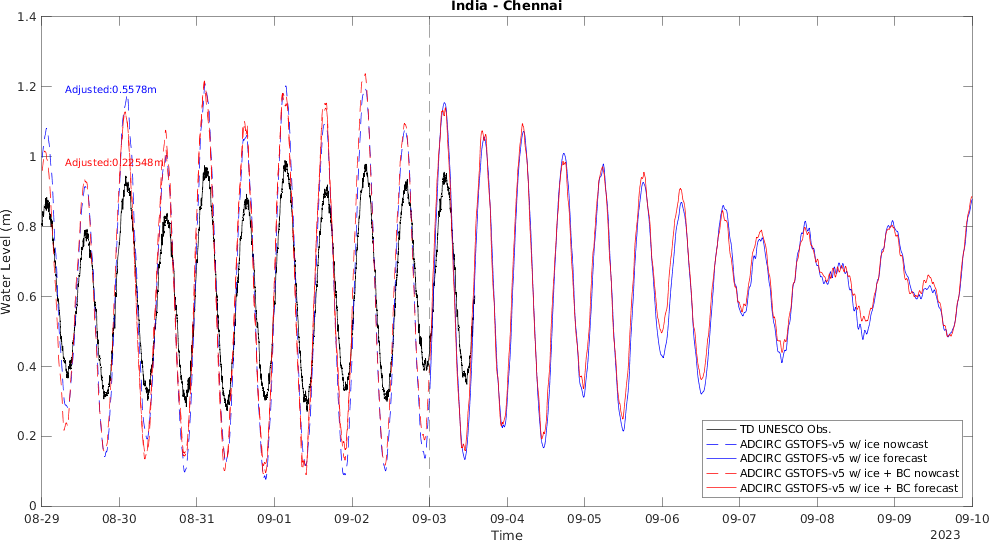 India - Chennai
1.4
1.2
1
0.8
0.6
0.4
0.2
0
Water Level (m)
Adjusted:0.5578m
Adjusted:0.22548m
TD UNESCO Obs.
ADCIRC GSTOFS-v5 w/ ice nowcast
ADCIRC GSTOFS-v5 w/ ice forecast
ADCIRC GSTOFS-v5 w/ ice + BC nowcast
ADCIRC GSTOFS-v5 w/ ice + BC forecast
08-29 08-30 08-31 09-01 09-02 09-03 09-04 09-05 09-06 09-07 09-08 09-09 09-10
Time
2023